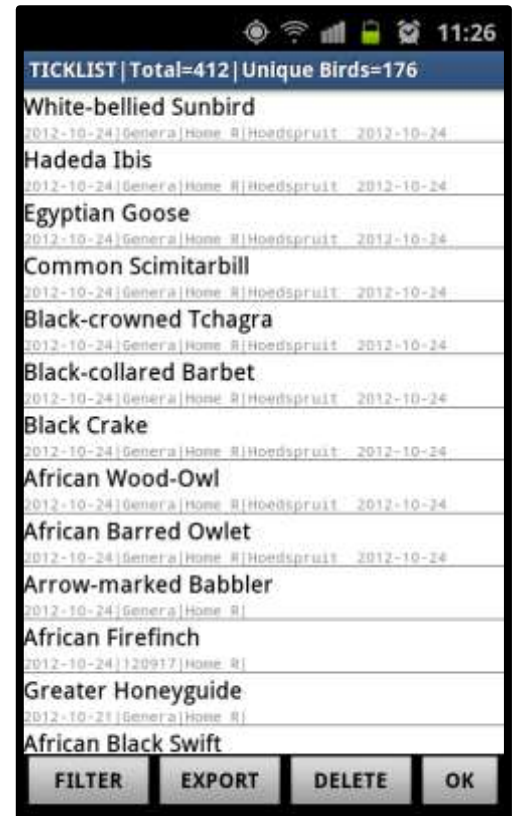 11:26
TICKLIST|Total=412|Unique Birds=176
White-bellied Sunbird
2012-10-24|Genera|Home R|Hoedspruit 2012-10-24
Hadeda Ibis
2012-10-24|Genera|Home R|Hoedspruit 2012-10-24
Egyptian Goose
2012-10-24|Genera|Home R|Hoedspruit 2012-10-24
Common Scimitarbill
2012-10-24|Genera|Home R|Hoedspruit 2012-10-24
Black-crowned Tchagra
2012-10-24|Genera|Home R|Hoedspruit 2012-10-24
Black-collared Barbet
2012-10-24|Genera|Home R|Hoedspruit 2012-10-24
Black Crake
2012-10-24|Genera|Home R|Hoedspruit 2012-10-24
African Wood-Owl
2012-10-24|Genera|Home R|Hoedspruit 2012-10-24
African Barred Owlet
2012-10-24|Genera|Home R|Hoedspruit 2012-10-24
Arrow-marked Babbler
2012-10-24|Genera|Home R|
African Firefinch
2012-10-24|120917|Home R|
Greater Honeyguide
2012-10-21|Genera|Home R|
African Black Swift
FILTER EXPORT DELETE OK